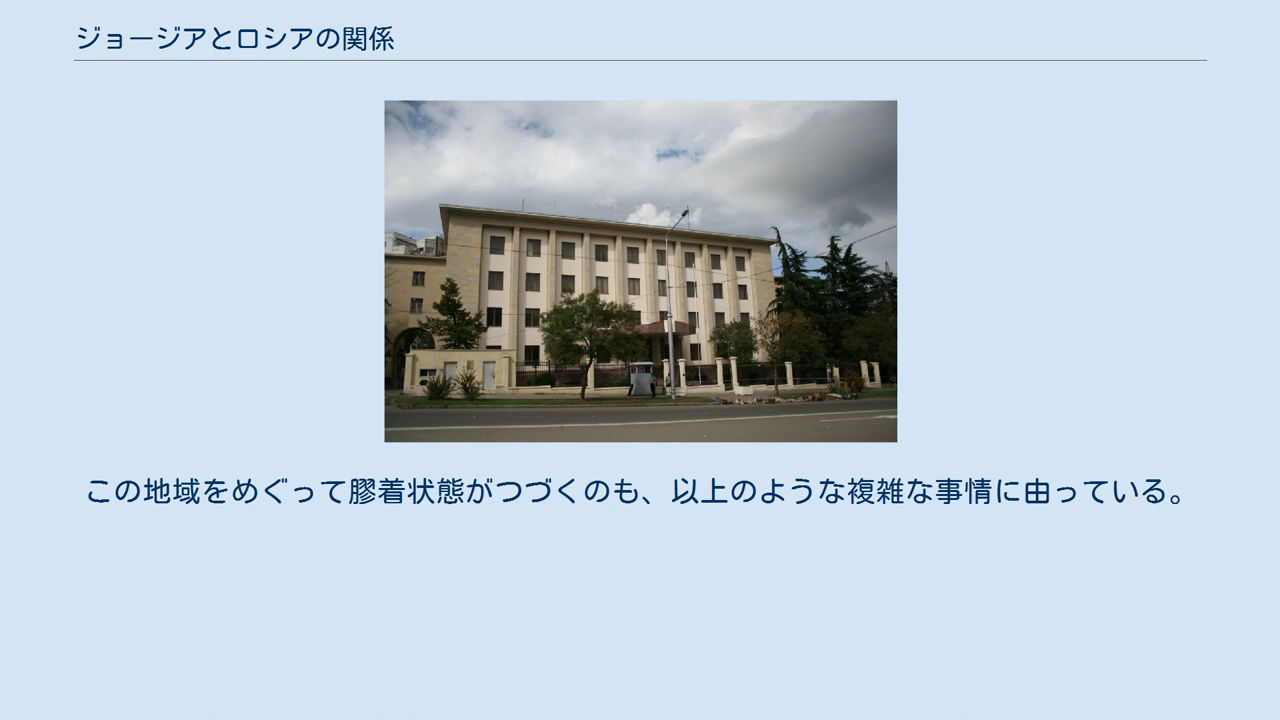 ジョージアとロシアの関係
この地域をめぐって膠着状態がつづくのも、以上のような複雑な事情に由っている。